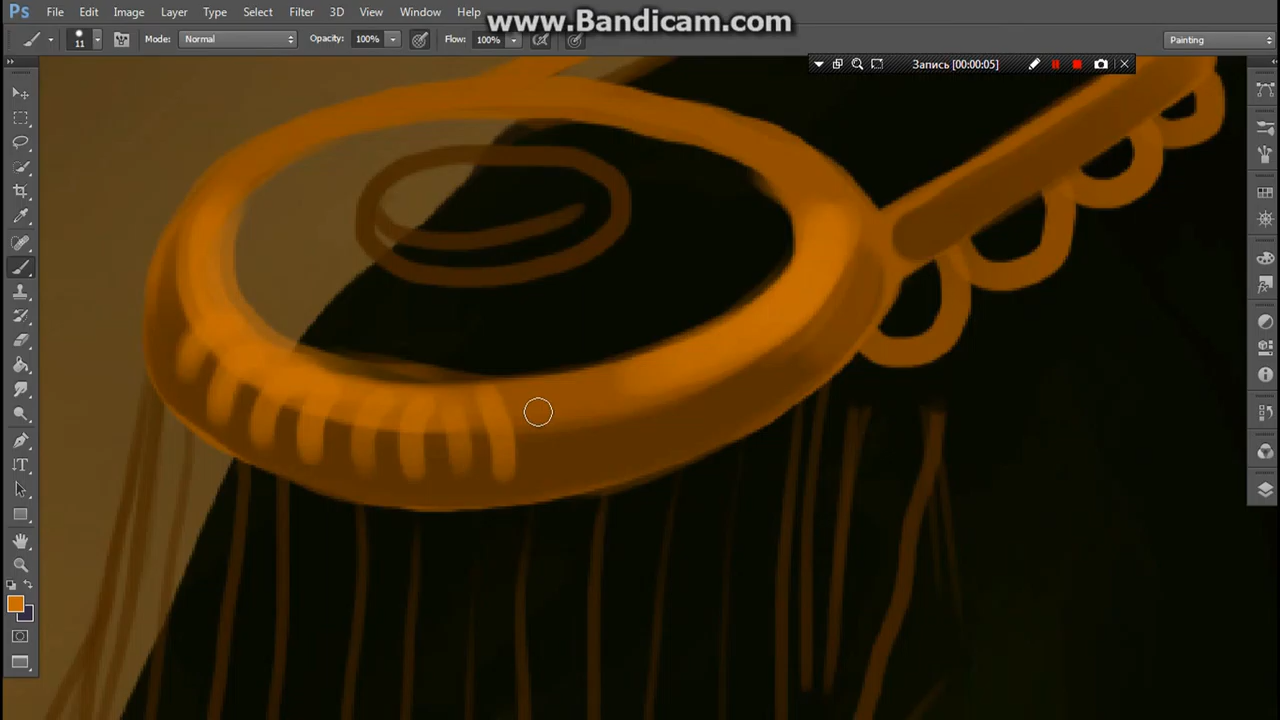 www.Bandicam.com
Ps File Edit Image Layer Type Select Filter 3D View Window Help
11 Mode: Normal Opacity: 100% Flow: 100% Painting
Запись [00:00:05]